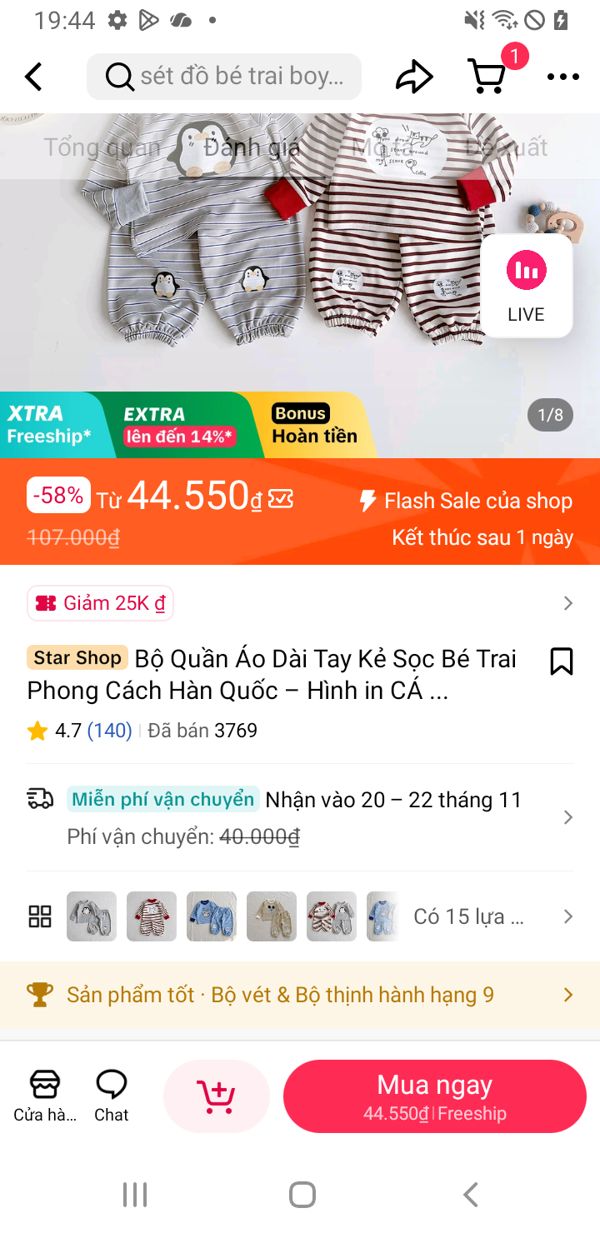 19:44
1
sét đồ bé trai boy...
Tổng quan Đánh giá Mô tả Đề xuất
LIVE
XTRA
Freeship*
EXTRA
lên đến 14%*
Bonus
Hoàn tiền
1/8
-58% Từ 44.550₫
107.000₫
Flash Sale của shop
Kết thúc sau 1 ngày
Giảm 25K ₫
Star Shop Bộ Quần Áo Dài Tay Kẻ Sọc Bé Trai
Phong Cách Hàn Quốc – Hình in CÁ ...
4.7 (140) Đã bán 3769
Miễn phí vận chuyển Nhận vào 20 – 22 tháng 11
Phí vận chuyển: 40.000₫
Có 15 lựa ...
Sản phẩm tốt · Bộ vét & Bộ thịnh hành hạng 9
Cửa hà...
Chat
Mua ngay
44.550₫ | Freeship